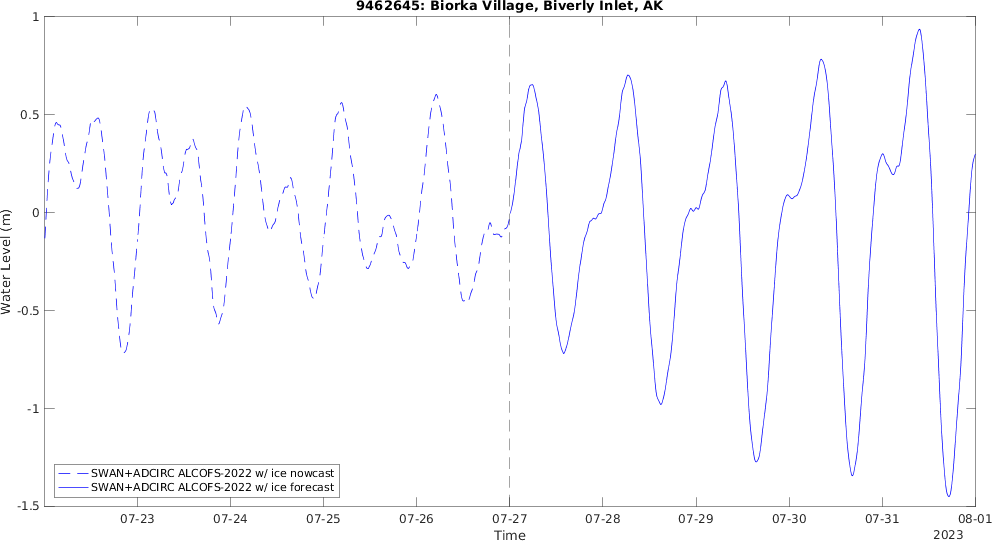 9462645: Biorka Village, Biverly Inlet, AK
Water Level (m)
1
0.5
0
-0.5
-1
-1.5
SWAN+ADCIRC ALCOFS-2022 w/ ice nowcast
SWAN+ADCIRC ALCOFS-2022 w/ ice forecast
07-23 07-24 07-25 07-26 07-27 07-28 07-29 07-30 07-31 08-01
Time
2023